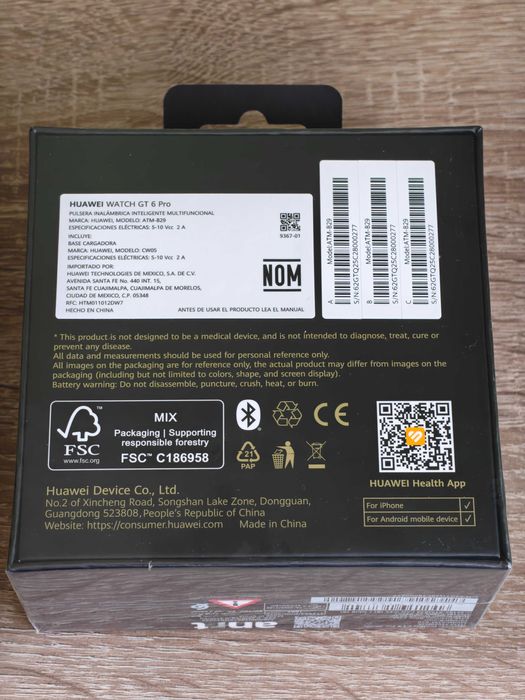 HUAWEI WATCH GT 6 Pro
PULSERA INALÁMBRICA INTELIGENTE MULTIFUNCIONAL
MARCA: HUAWEI, MODELO: ATM-B29
ESPECIFICACIONES ELÉCTRICAS: 5-10 Vcc 2 A
INCLUYE:
BASE CARGADORA
MARCA: HUAWEI, MODELO: CW05
ESPECIFICACIONES ELÉCTRICAS: 5-10 Vcc 2 A
IMPORTADO POR:
HUAWEI TECHNOLOGIES DE MEXICO, S.A. DE C.V.
AVENIDA SANTA FE No. 440 INT. 15,
SANTA FE CUAJIMALPA, CUAJIMALPA DE MORELOS,
CIUDAD DE MEXICO, C.P. 05348
RFC: HTM011012DW7
HECHO EN CHINA
ANTES DE USAR EL PRODUCTO LEA EL MANUAL
9367-01
NOM
A
Model:ATM-B29
S/N:62GTQ25C28000277
B
Model:ATM-B29
S/N:62GTQ25C28000277
C
Model:ATM-B29
S/N:62GTQ25C28000277
* This product is not designed to be a medical device, and is not intended to diagnose, treat, cure or
prevent any disease.
All data and measurements should be used for personal reference only.
All images on the packaging are for reference only, the actual product may differ from images on the
packaging (including but not limited to colors, shape, and screen display).
Battery warning: Do not disassemble, puncture, crush, heat, or burn.
FSC
www.fsc.org
MIX
Packaging | Supporting
responsible forestry
FSC™ C186958
CE
21
PAP
HUAWEI Health App
For iPhone ✓
For Android mobile device ✓
Huawei Device Co., Ltd.
No.2 of Xincheng Road, Songshan Lake Zone, Dongguan,
Guangdong 523808, People's Republic of China
Website: https://consumer.huawei.com Made in China